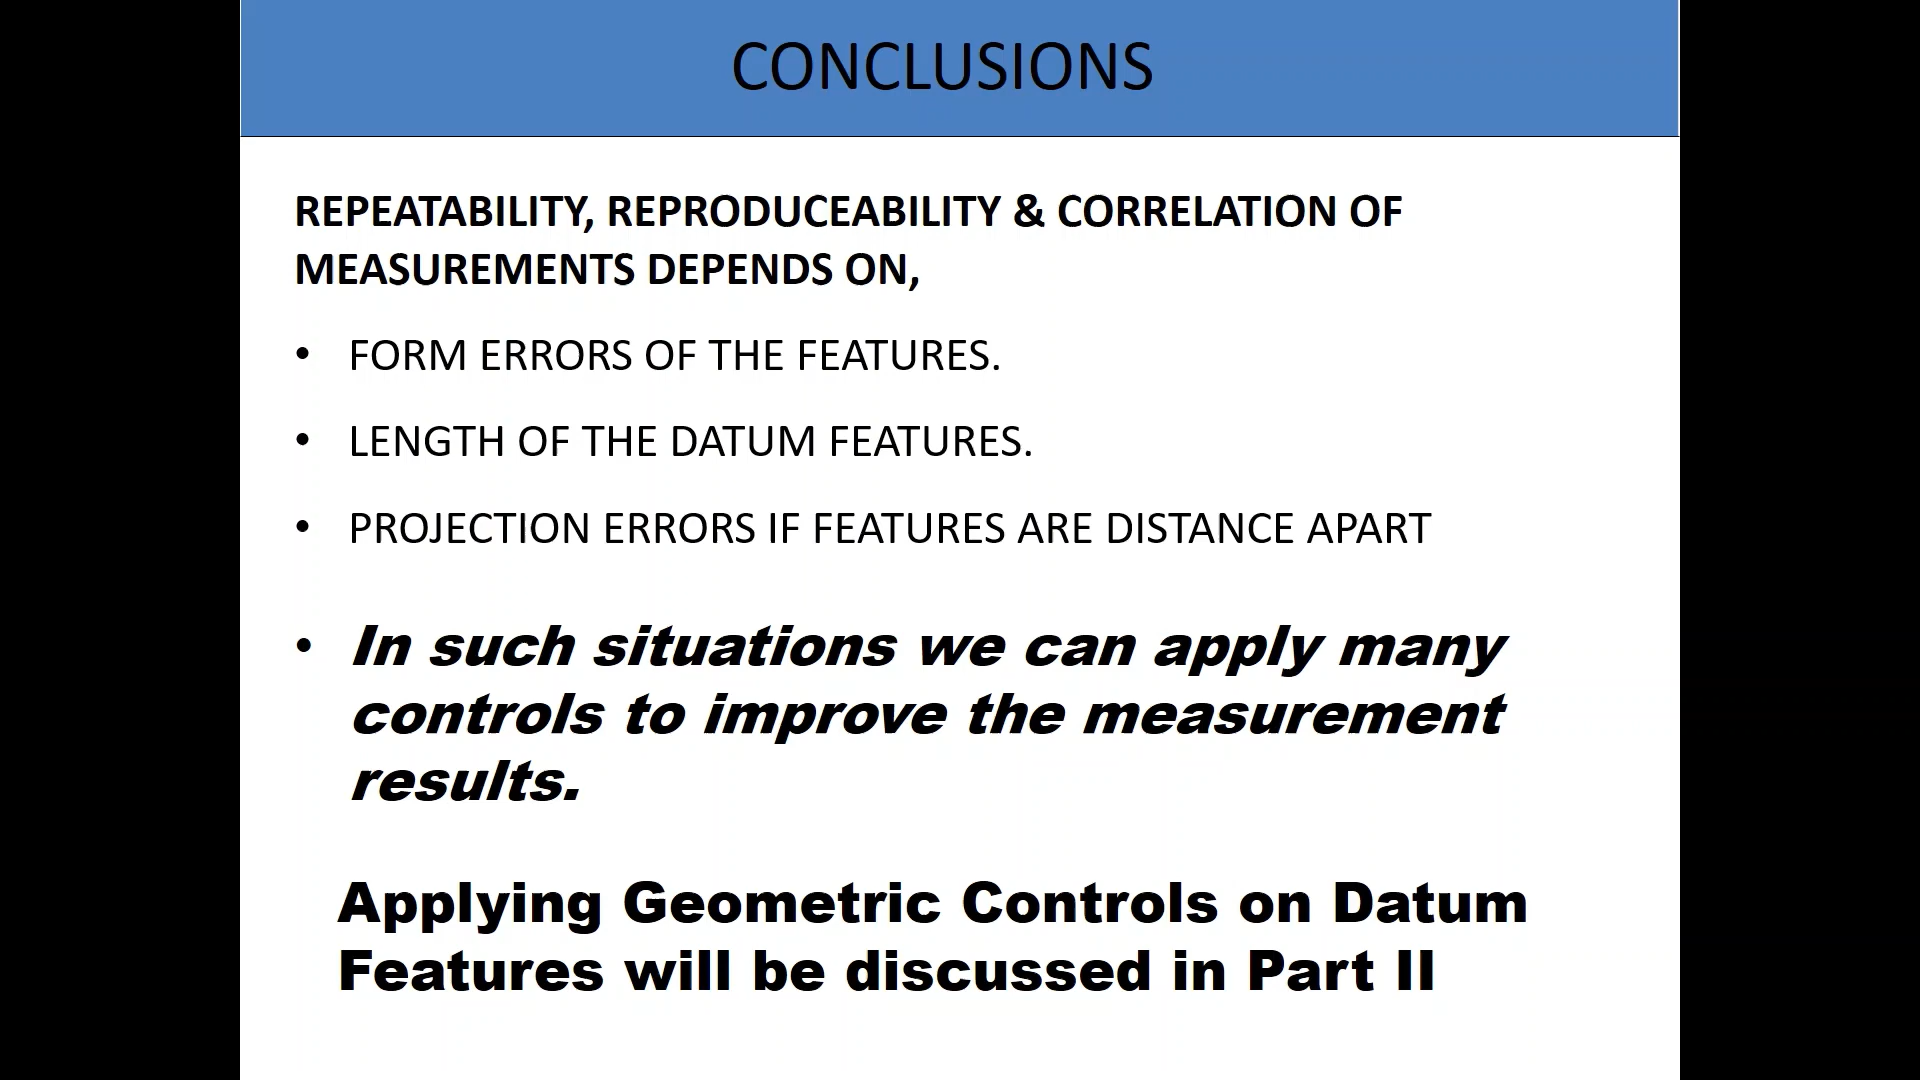 CONCLUSIONS
REPEATABILITY, REPRODUCEABILITY & CORRELATION OF
MEASUREMENTS DEPENDS ON,
• FORM ERRORS OF THE FEATURES.
• LENGTH OF THE DATUM FEATURES.
• PROJECTION ERRORS IF FEATURES ARE DISTANCE APART
• In such situations we can apply many
controls to improve the measurement
results.
Applying Geometric Controls on Datum
Features will be discussed in Part II